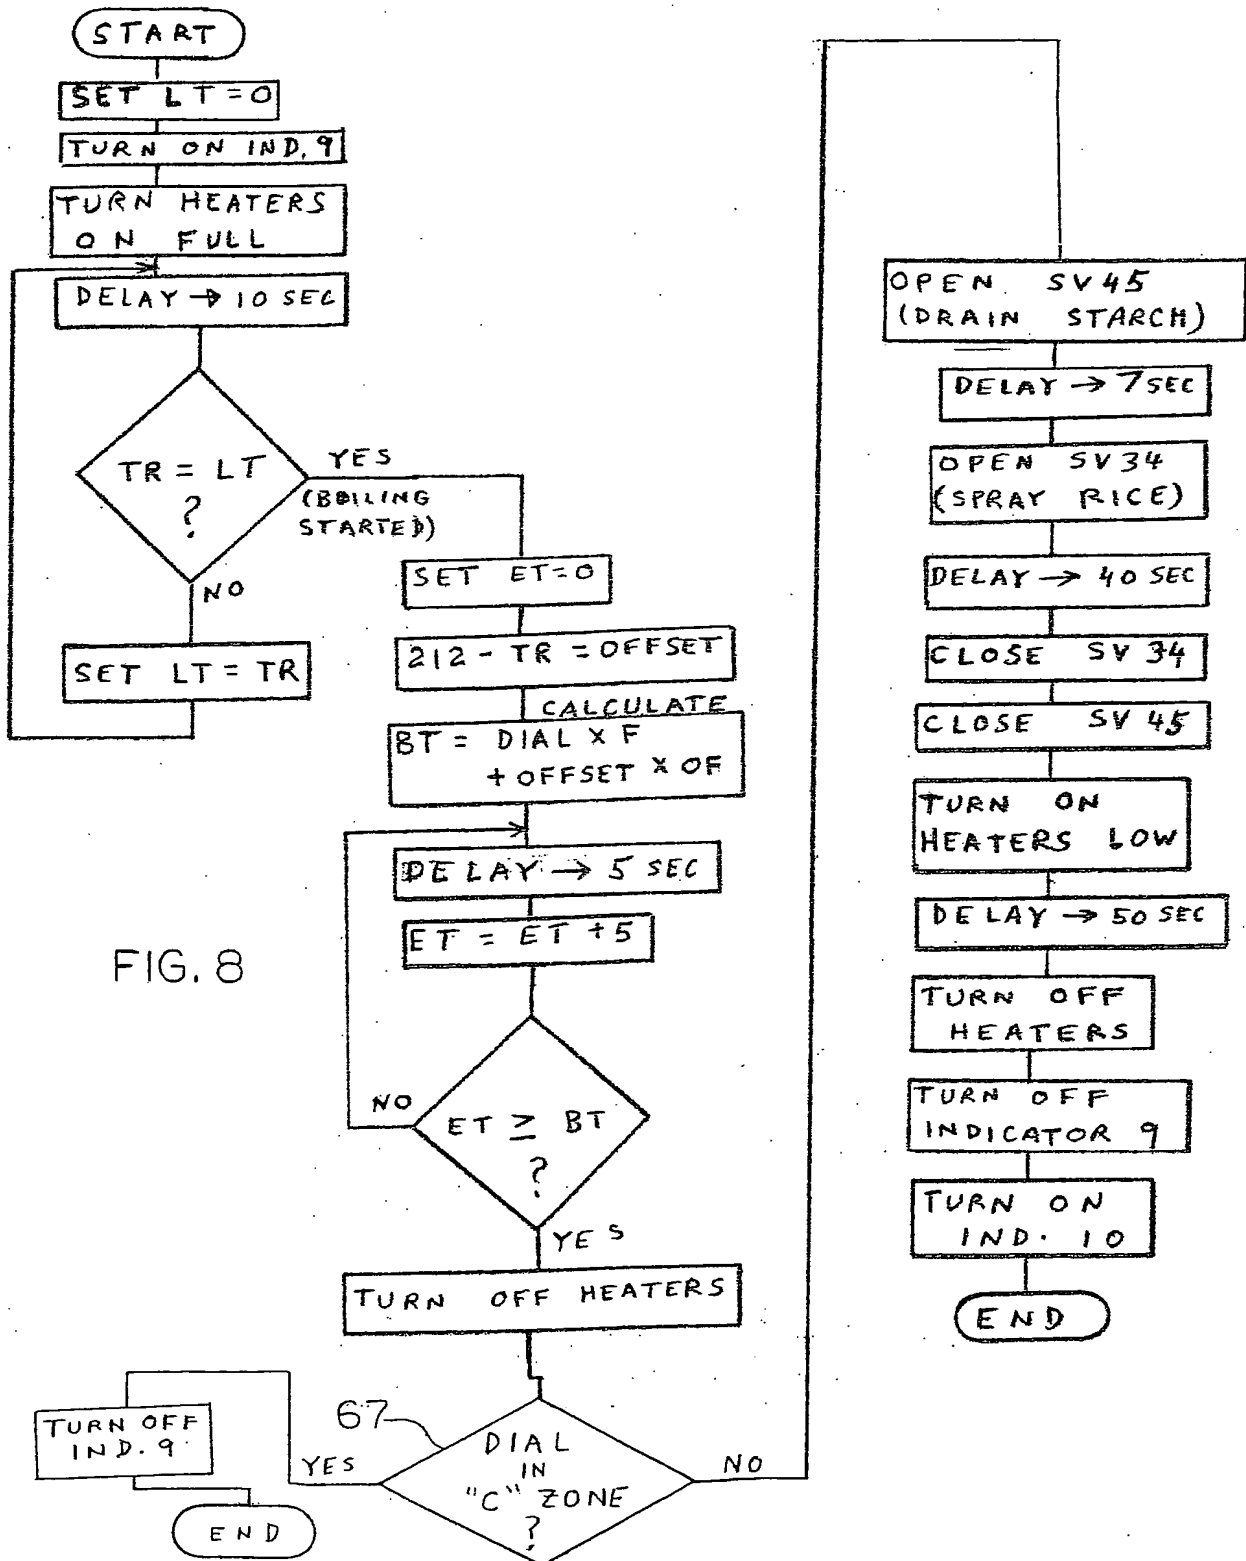 START
SET LT=0
TURN ON IND. 9
TURN HEATERS
ON FULL
DELAY → 10 SEC
TR = LT
?
YES
(BOILING
STARTED)
NO
SET LT = TR
SET ET=0
212 - TR = OFFSET
CALCULATE
BT = DIAL X F
+ OFFSET X OF
DELAY → 5 SEC
ET = ET +5
ET ≥ BT
?
NO
YES
TURN OFF HEATERS
67
DIAL
IN
"C" ZONE
?
YES
NO
TURN OFF
IND. 9
END
OPEN SV45
(DRAIN STARCH)
DELAY → 7 SEC
OPEN SV34
(SPRAY RICE)
DELAY → 40 SEC
CLOSE SV 34
CLOSE SV 45
TURN ON
HEATERS LOW
DELAY → 50 SEC
TURN OFF
HEATERS
TURN OFF
INDICATOR 9
TURN ON
IND. 10
END
FIG. 8